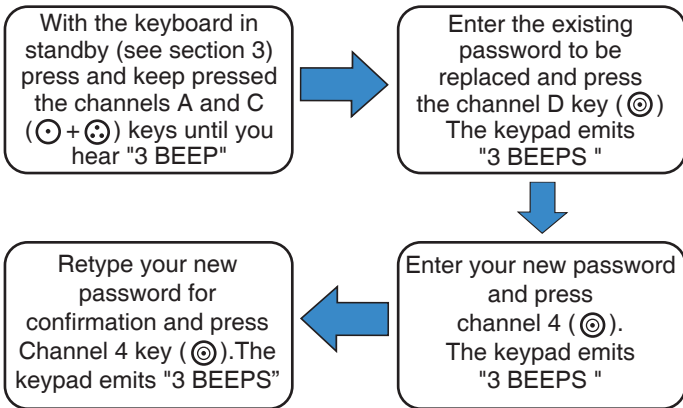 With the keyboard in
standby (see section 3)
press and keep pressed
the channels A and C
(⊙ + ) keys until you
hear "3 BEEP"
Enter the existing
password to be
replaced and press
the channel D key (◎)
The keypad emits
"3 BEEPS "
Enter your new password
and press
channel 4 (◎).
The keypad emits
"3 BEEPS "
Retype your new
password for
confirmation and press
Channel 4 key (◎).The
keypad emits "3 BEEPS”